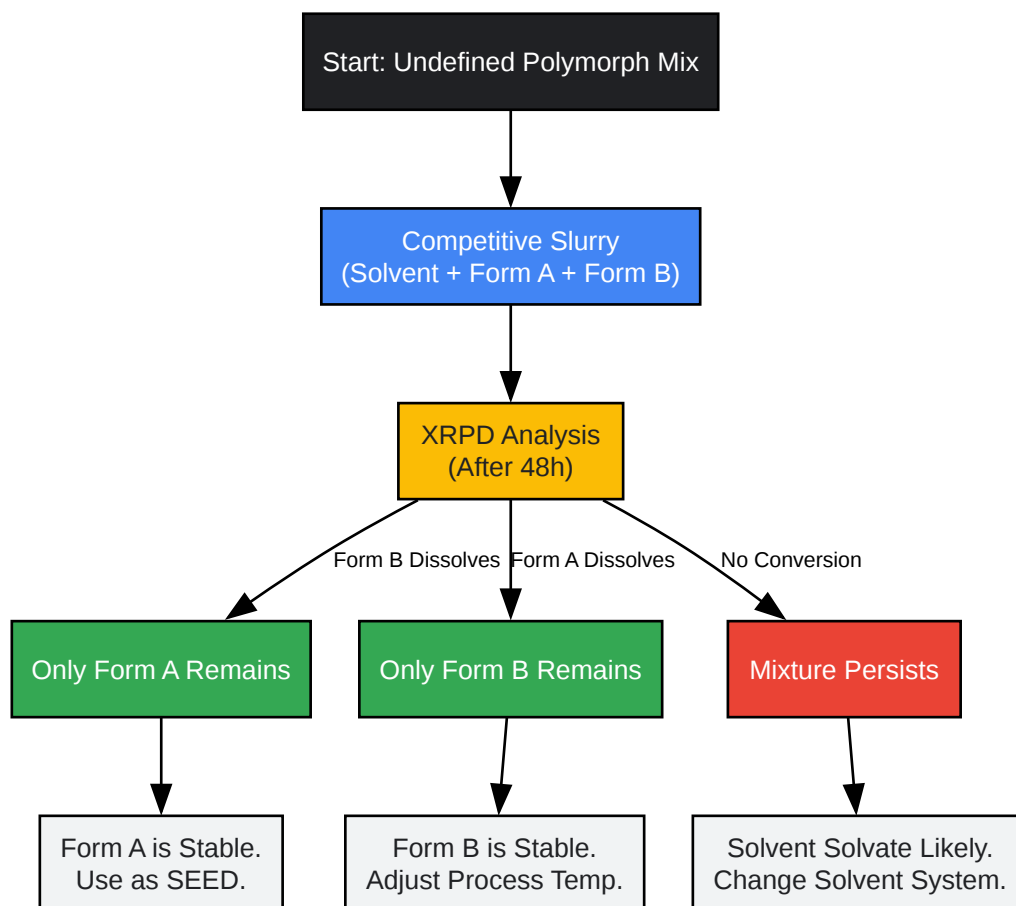 Start: Undefined Polymorph Mix
Competitive Slurry
(Solvent + Form A + Form B)
XRPD Analysis
(After 48h)
Form B Dissolves
Form A Dissolves
No Conversion
Only Form A Remains
Only Form B Remains
Mixture Persists
Form A is Stable.
Use as SEED.
Form B is Stable.
Adjust Process Temp.
Solvent Solvate Likely.
Change Solvent System.